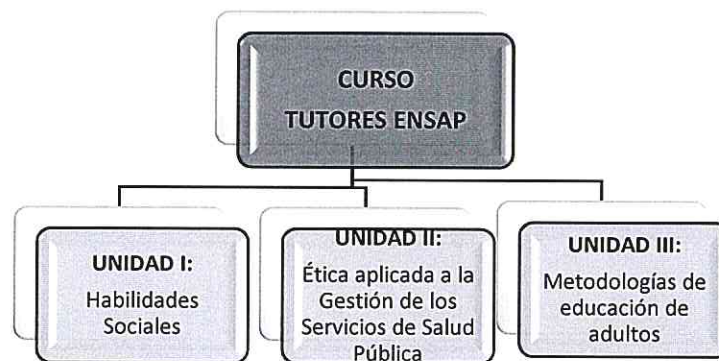 CURSO
TUTORES ENSAP
UNIDAD I:
Habilidades
Sociales
UNIDAD II:
Ética aplicada a la
Gestión de los
Servicios de Salud
Pública
UNIDAD III:
Metodologías de
educación de
adultos